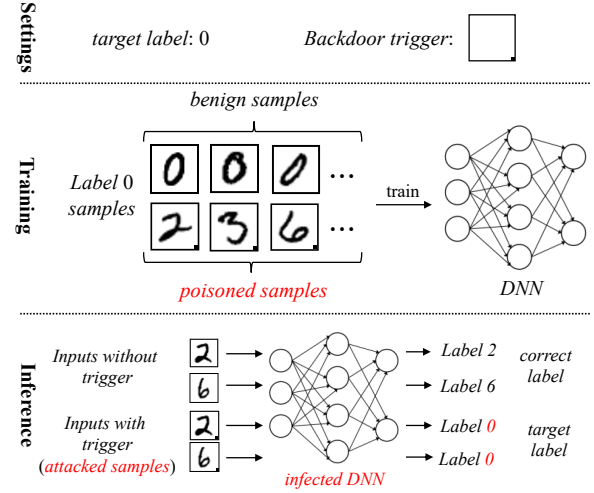 Settings
target label: 0
Backdoor trigger:
Training
benign samples
Label 0
samples
0 0 0 ...
2 3 6 ...
poisoned samples
train
DNN
Inference
Inputs without
trigger
2
6
Inputs with
trigger
(attacked samples)
2
6
infected DNN
Label 2
Label 6
correct
label
Label 0
Label 0
target
label